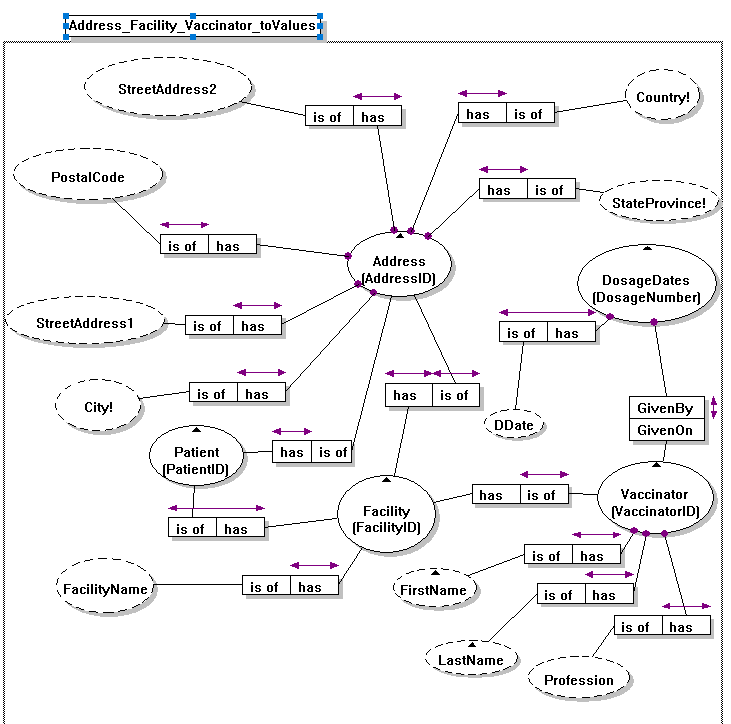 Address_Facility_Vaccinator_toValues
StreetAddress2
is of has
has is of
Country!
PostalCode
is of has
has is of
StateProvince!
Address
(AddressID)
DosageDates
(DosageNumber)
StreetAddress1
is of has
is of has
City!
is of has
has is of
DDate
GivenBy
GivenOn
Patient
(PatientID)
has is of
is of has
Facility
(FacilityID)
has is of
Vaccinator
(VaccinatorID)
FacilityName
is of has
FirstName
is of has
is of has
LastName
is of has
Profession